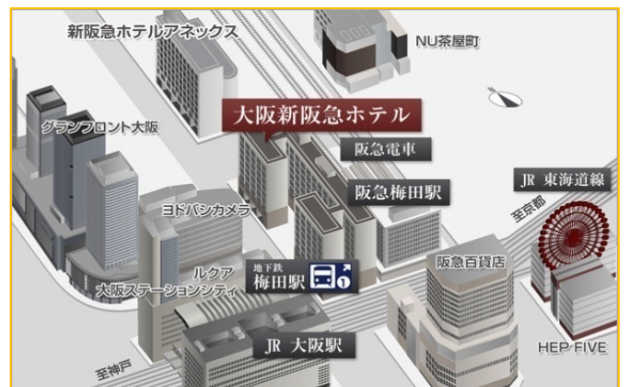 新阪急ホテルアネックス
NU茶屋町
大阪新阪急ホテル
グランフロント大阪
阪急電車
JR 東海道線
阪急梅田駅
至京都
ヨドバシカメラ
阪急百貨店
ルクア
大阪ステーションシティ
地下鉄
梅田駅
1
JR 大阪駅
HEP FIVE
至神戸